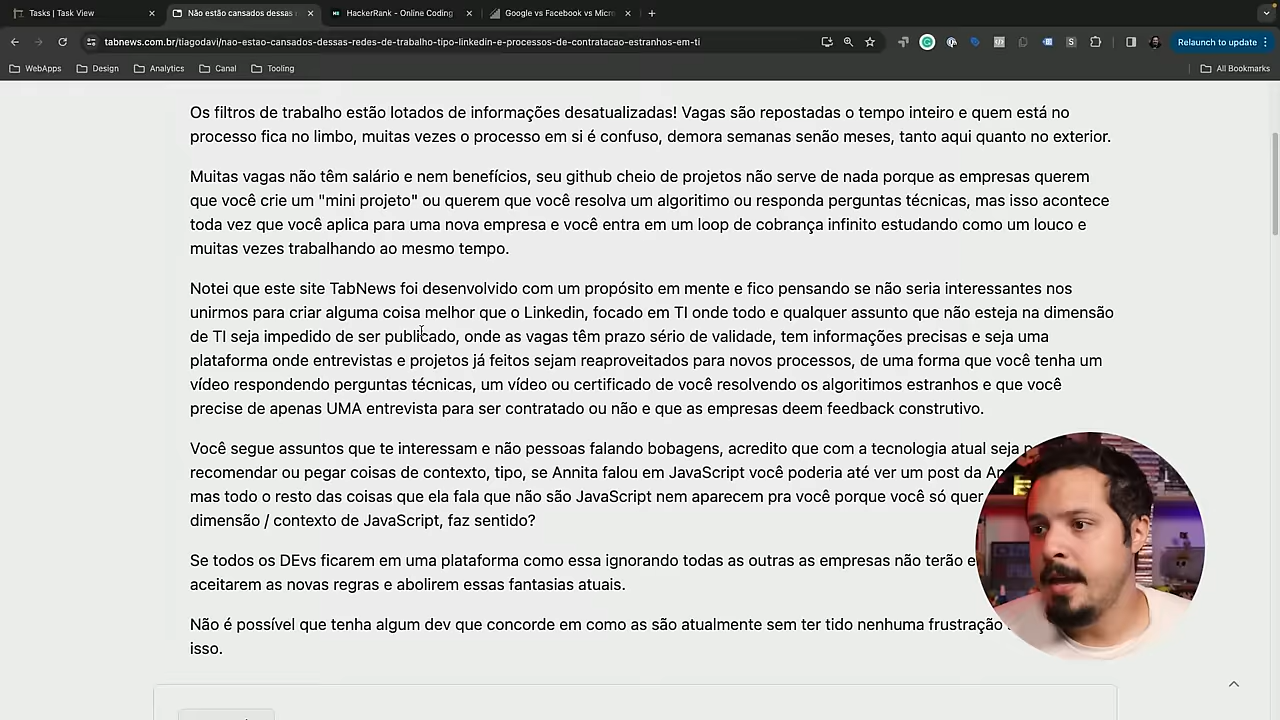 Tasks | Task View
Não estão cansados dessas
HackerRank - Online Coding
Google vs Facebook vs Micr
tabnews.com.br/tiagodavi/nao-estao-cansados-dessas-redes-de-trabalho-tipo-linkedin-e-processos-de-contratacao-estranhos-em-ti
Relaunch to update
WebApps
Design
Analytics
Canal
Tooling
All Bookmarks
Os filtros de trabalho estão lotados de informações desatualizadas! Vagas são repostadas o tempo inteiro e quem está no
processo fica no limbo, muitas vezes o processo em si é confuso, demora semanas senão meses, tanto aqui quanto no exterior.
Muitas vagas não têm salário e nem benefícios, seu github cheio de projetos não serve de nada porque as empresas querem
que você crie um "mini projeto" ou querem que você resolva um algoritimo ou responda perguntas técnicas, mas isso acontece
toda vez que você aplica para uma nova empresa e você entra em um loop de cobrança infinito estudando como um louco e
muitas vezes trabalhando ao mesmo tempo.
Notei que este site TabNews foi desenvolvido com um propósito em mente e fico pensando se não seria interessantes nos
unirmos para criar alguma coisa melhor que o Linkedin, focado em TI onde todo e qualquer assunto que não esteja na dimensão
de TI seja impedido de ser publicado, onde as vagas têm prazo sério de validade, tem informações precisas e seja uma
plataforma onde entrevistas e projetos já feitos sejam reaproveitados para novos processos, de uma forma que você tenha um
vídeo respondendo perguntas técnicas, um vídeo ou certificado de você resolvendo os algoritimos estranhos e que você
precise de apenas UMA entrevista para ser contratado ou não e que as empresas deem feedback construtivo.
Você segue assuntos que te interessam e não pessoas falando bobagens, acredito que com a tecnologia atual seja
recomendar ou pegar coisas de contexto, tipo, se Annita falou em JavaScript você poderia até ver um post da
mas todo o resto das coisas que ela fala que não são JavaScript nem aparecem pra você porque você só quer
dimensão / contexto de JavaScript, faz sentido?
Se todos os DEvs ficarem em uma plataforma como essa ignorando todas as outras as empresas não terão
aceitarem as novas regras e abolirem essas fantasias atuais.
Não é possível que tenha algum dev que concorde em como as são atualmente sem ter tido nenhuma frustração
isso.